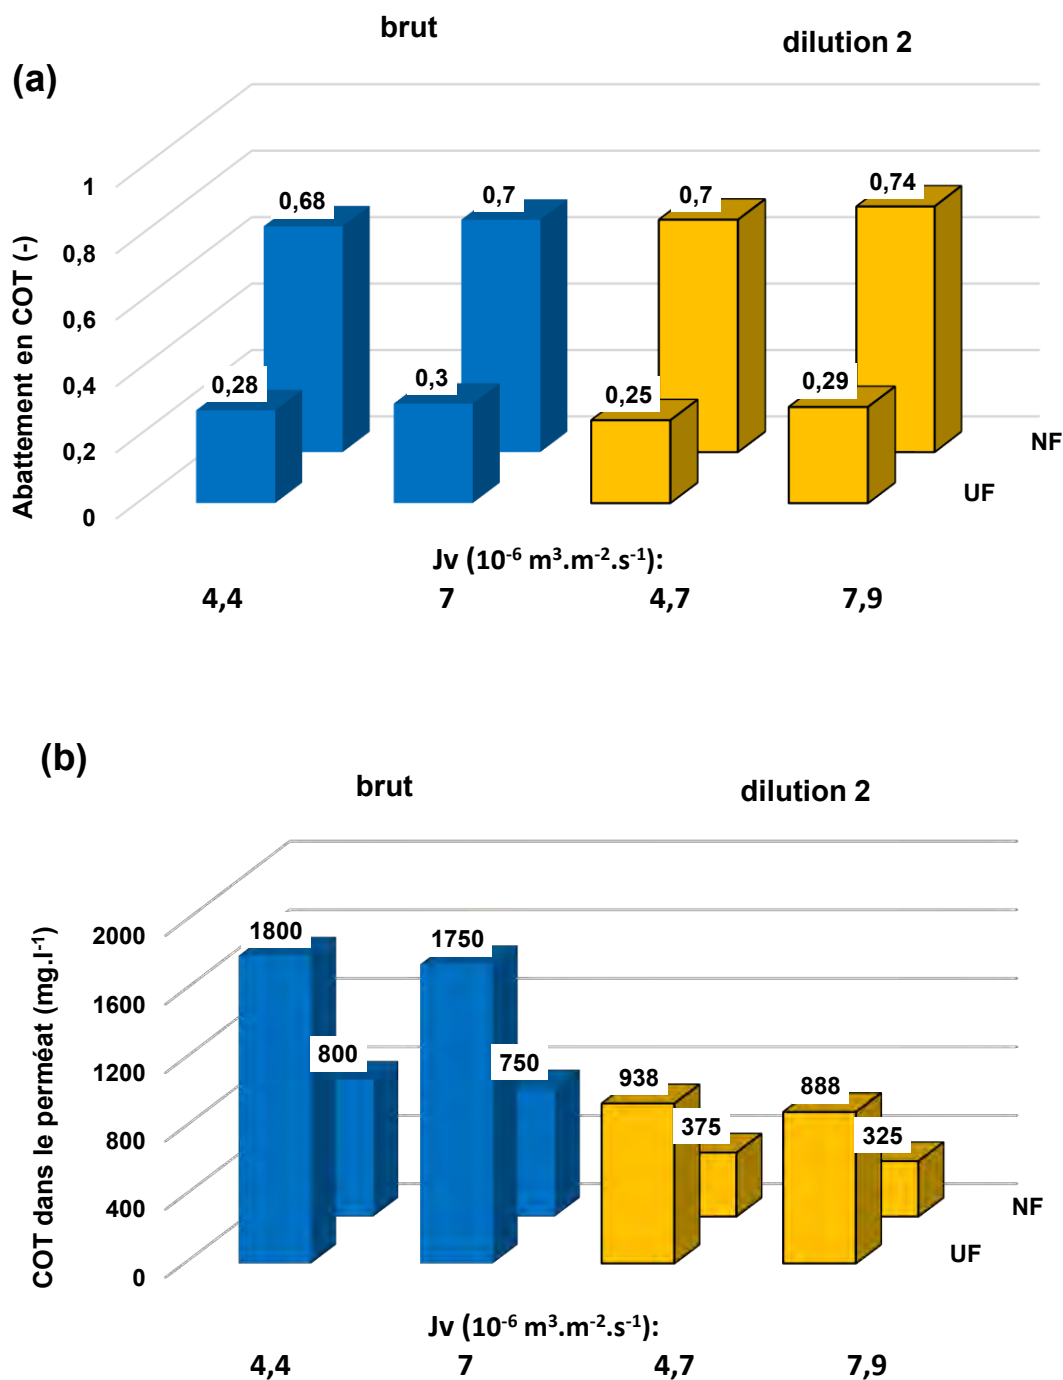 brut
dilution 2
(a)
Abattement en COT (-)
1
0,8
0,6
0,4
0,2
0
0,68
0,7
0,7
0,74
0,28
0,3
0,25
0,29
NF
UF
Jv (10⁻⁶ m³.m⁻².s⁻¹):
4,4 7 4,7 7,9
(b)
brut
dilution 2
COT dans le perméat (mg.l⁻¹)
2000
1600
1200
800
400
0
1800
1750
800
750
938
888
375
325
NF
UF
Jv (10⁻⁶ m³.m⁻².s⁻¹):
4,4 7 4,7 7,9